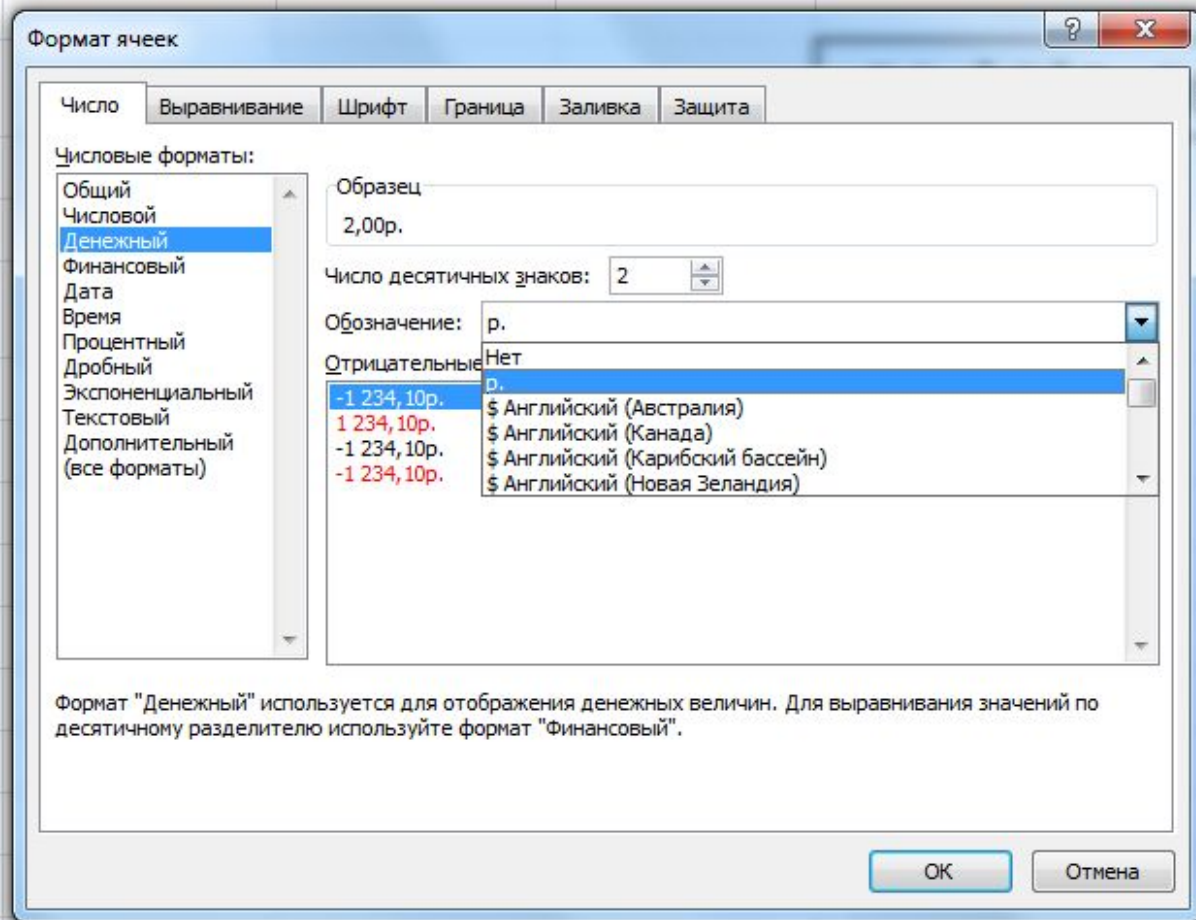 Формат ячеек
Число Выравнивание Шрифт Граница Заливка Защита
Числовые форматы:
Общий
Числовой
Денежный
Финансовый
Дата
Время
Процентный
Дробный
Экспоненциальный
Текстовый
Дополнительный
(все форматы)
Образец
2,00р.
Число десятичных знаков: 2
Обозначение: р.
Нет
р.
$ Английский (Австралия)
$ Английский (Канада)
$ Английский (Карибский бассейн)
$ Английский (Новая Зеландия)
Отрицательные
-1 234,10р.
1 234,10р.
-1 234,10р.
-1 234,10р.
Формат "Денежный" используется для отображения денежных величин. Для выравнивания значений по
десятичному разделителю используйте формат "Финансовый".
ОК Отмена